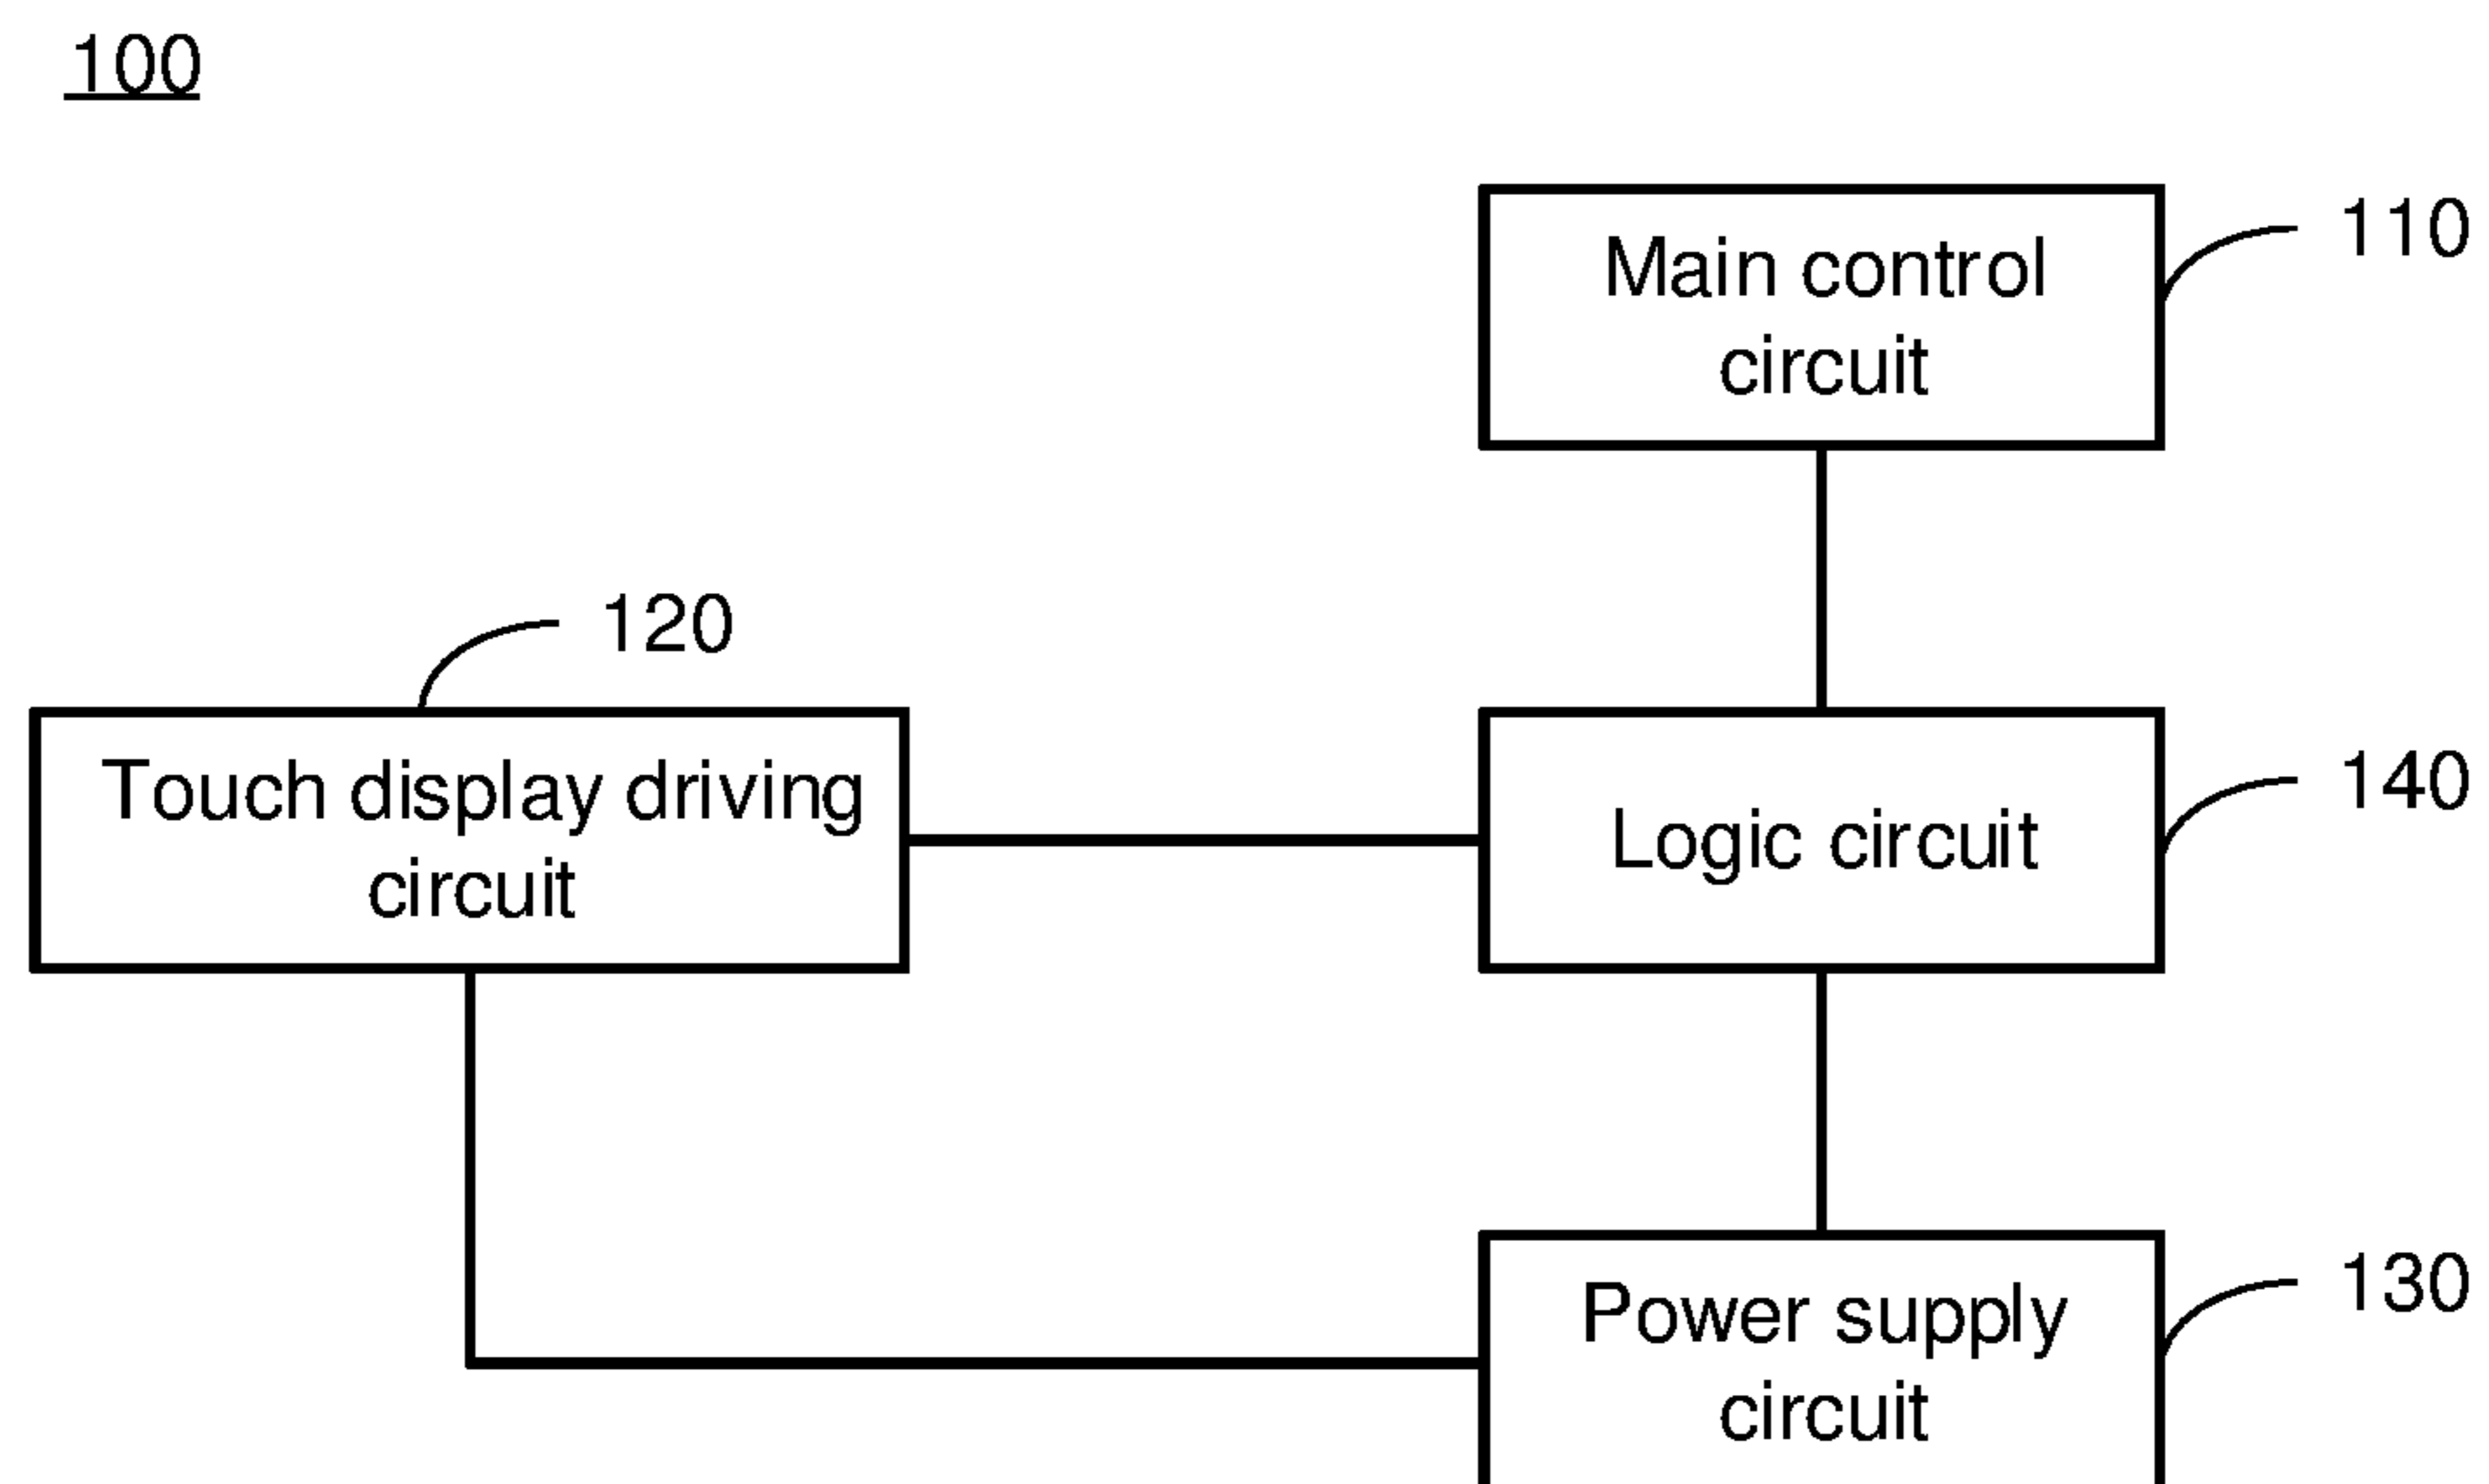 100
Main control
circuit
110
120
Touch display driving
circuit
Logic circuit
140
Power supply
circuit
130